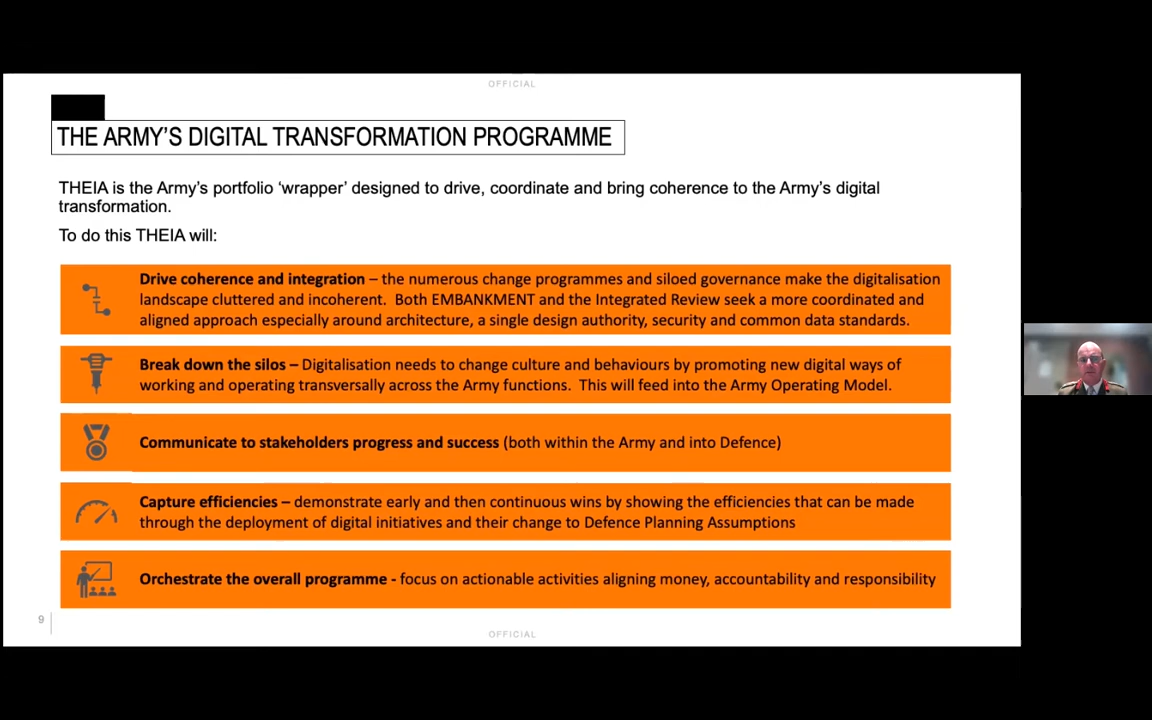 OFFICIAL
THE ARMY'S DIGITAL TRANSFORMATION PROGRAMME
THEIA is the Army's portfolio 'wrapper' designed to drive, coordinate and bring coherence to the Army's digital
transformation.
To do this THEIA will:
Drive coherence and integration – the numerous change programmes and siloed governance make the digitalisation
landscape cluttered and incoherent. Both EMBANKMENT and the Integrated Review seek a more coordinated and
aligned approach especially around architecture, a single design authority, security and common data standards.
Break down the silos – Digitalisation needs to change culture and behaviours by promoting new digital ways of
working and operating transversally across the Army functions. This will feed into the Army Operating Model.
Communicate to stakeholders progress and success (both within the Army and into Defence)
Capture efficiencies – demonstrate early and then continuous wins by showing the efficiencies that can be made
through the deployment of digital initiatives and their change to Defence Planning Assumptions
Orchestrate the overall programme - focus on actionable activities aligning money, accountability and responsibility
9
OFFICIAL